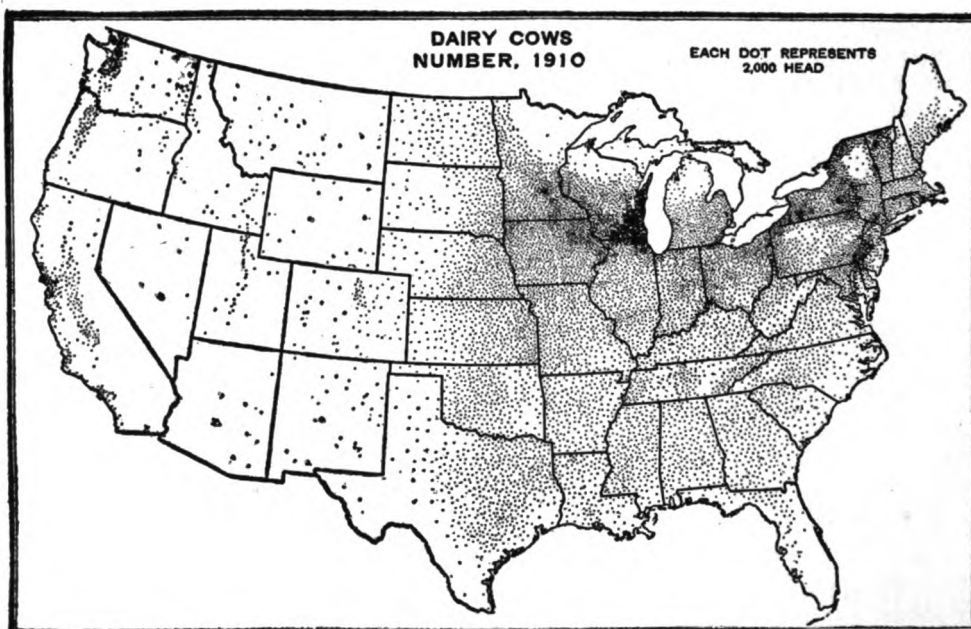 DAIRY COWS
NUMBER, 1910
EACH DOT REPRESENTS
2,000 HEAD